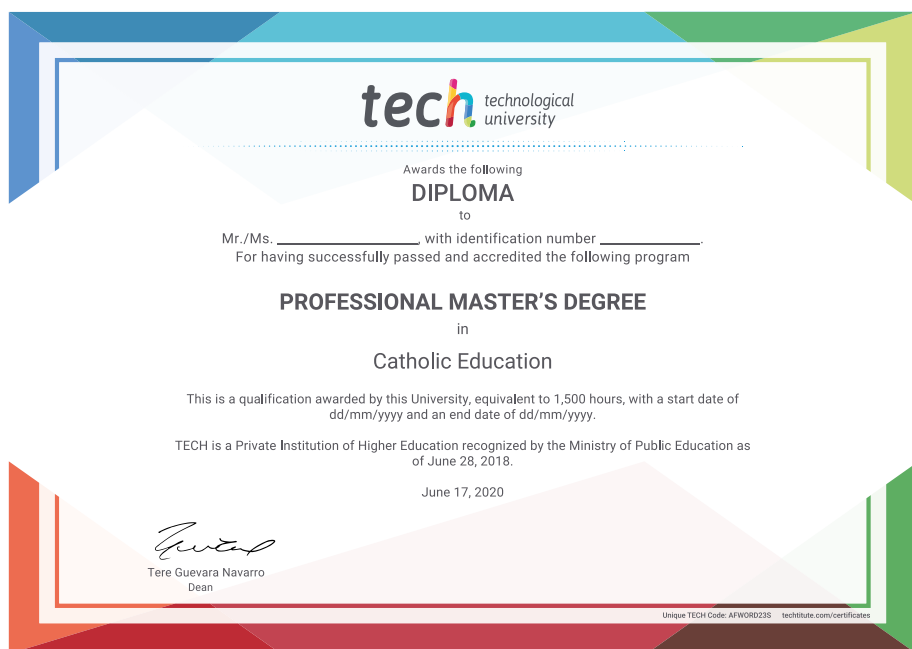 tech technological
university
Awards the following
DIPLOMA
to
Mr./Ms. ____________________, with identification number ______________.
For having successfully passed and accredited the following program
PROFESSIONAL MASTER'S DEGREE
in
Catholic Education
This is a qualification awarded by this University, equivalent to 1,500 hours, with a start date of
dd/mm/yyyy and an end date of dd/mm/yyyy.
TECH is a Private Institution of Higher Education recognized by the Ministry of Public Education as
of June 28, 2018.
June 17, 2020
Tere Guevara Navarro
Dean
Unique TECH Code: AFWORD23S techtitute.com/certificates